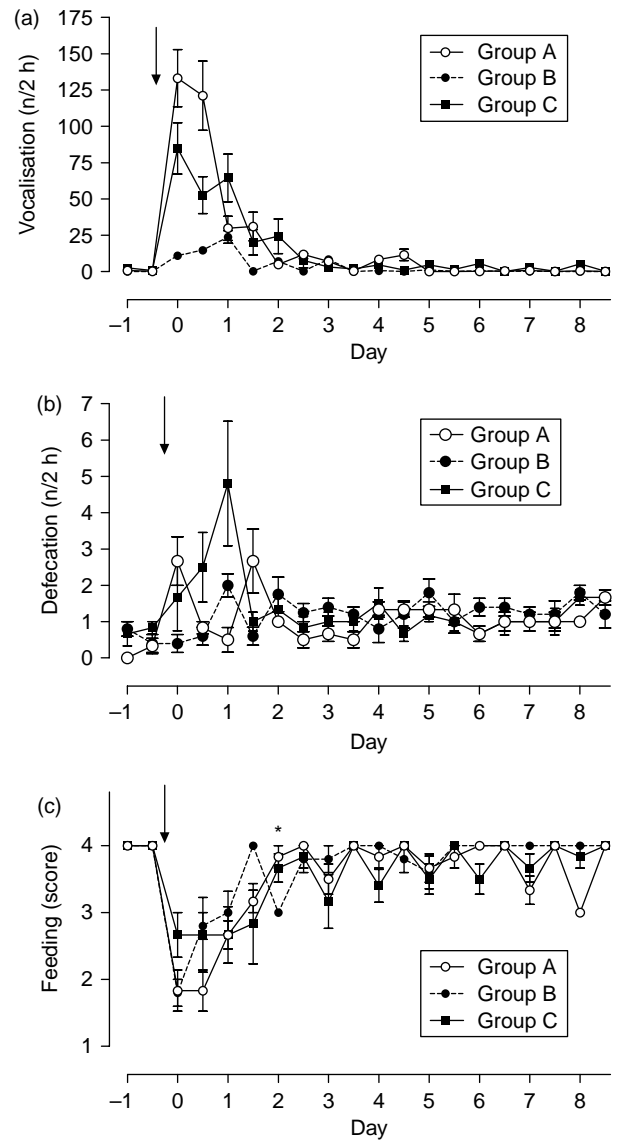 (a)
175
150
125
100
75
50
25
0
Vocalisation (n/2 h)
Group A
Group B
Group C
–1 0 1 2 3 4 5 6 7 8
Day
(b)
7
6
5
4
3
2
1
0
Defecation (n/2 h)
Group A
Group B
Group C
–1 0 1 2 3 4 5 6 7 8
Day
(c)
*
4
3
2
1
Feeding (score)
Group A
Group B
Group C
–1 0 1 2 3 4 5 6 7 8
Day